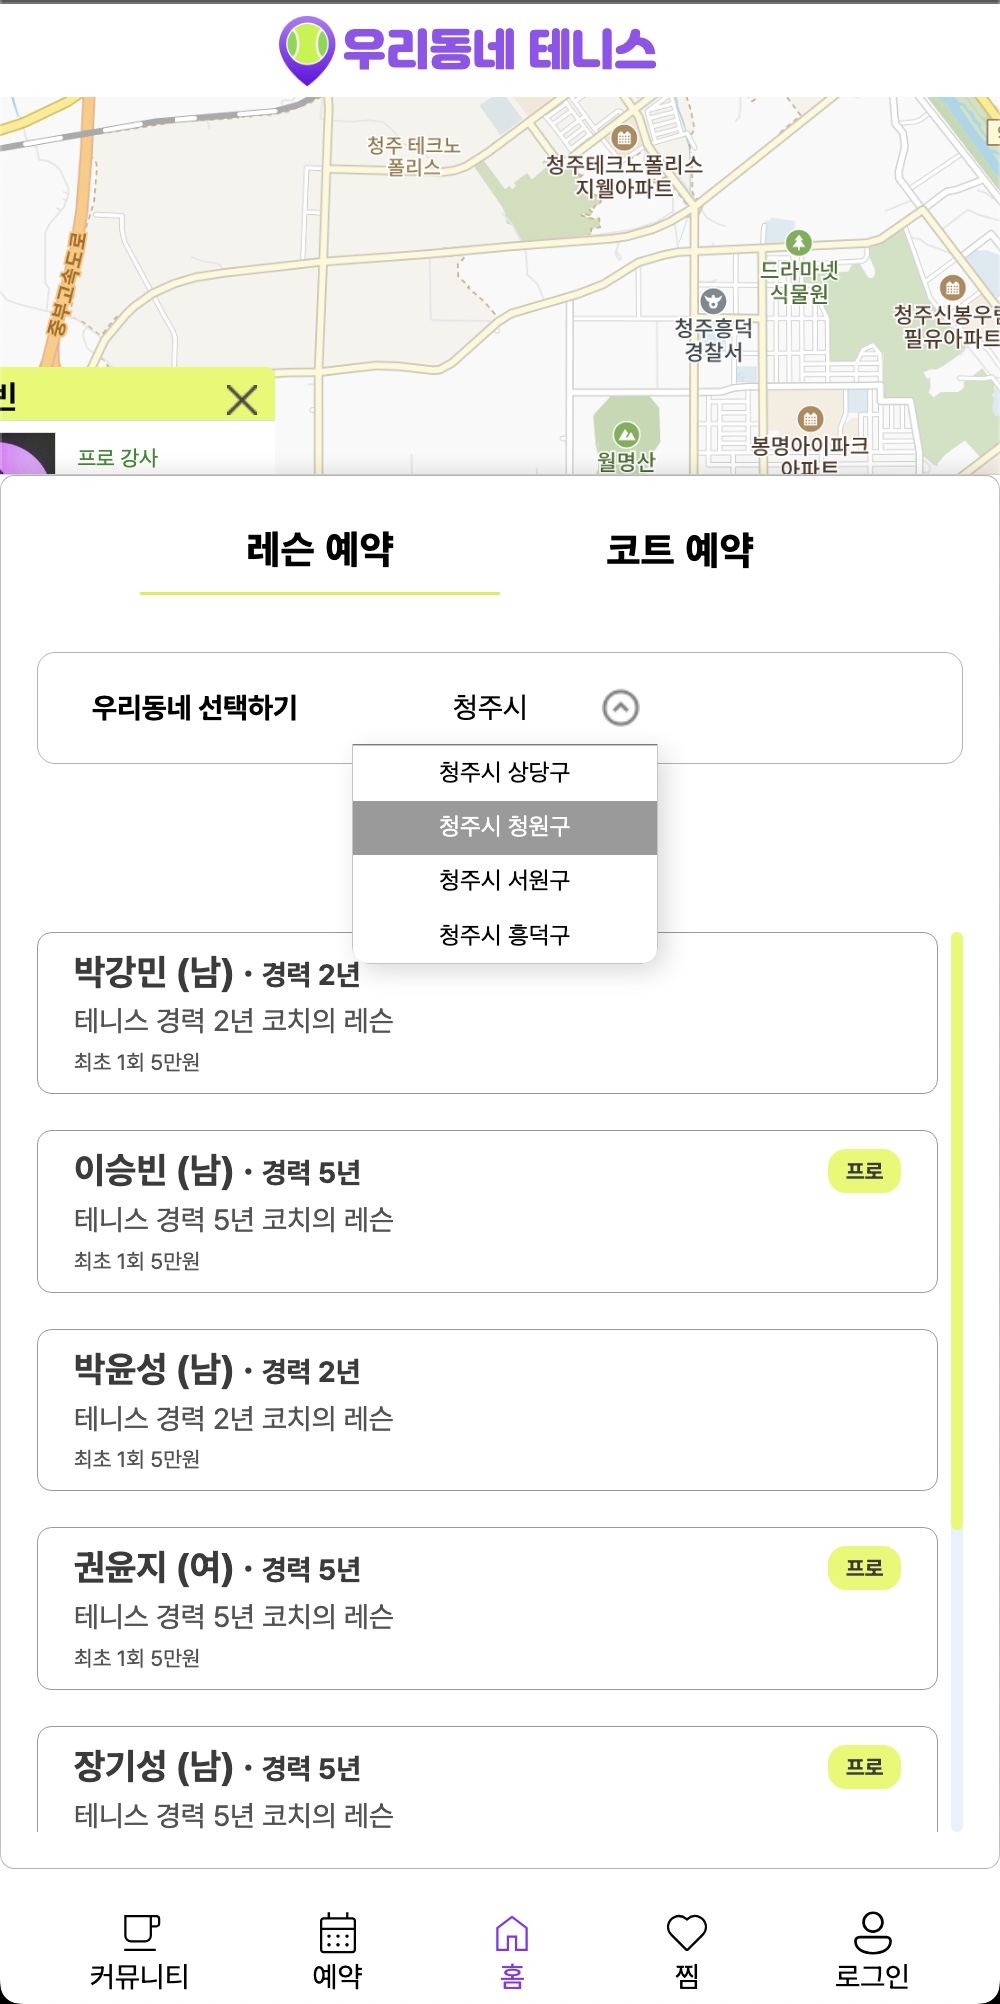 우리동네 테니스
청주 테크노
폴리스
청주테크노폴리스
지웰아파트
드라마넷
식물원
중부고속도로
청주흥덕
경찰서
청주신봉우림
필유아파트
빈
프로 강사
월명산
봉명아이파크
아파트
레슨 예약
코트 예약
우리동네 선택하기
청주시
청주시 상당구
청주시 청원구
청주시 서원구
청주시 흥덕구
박강민 (남) · 경력 2년
테니스 경력 2년 코치의 레슨
최초 1회 5만원
이승빈 (남) · 경력 5년
프로
테니스 경력 5년 코치의 레슨
최초 1회 5만원
박윤성 (남) · 경력 2년
테니스 경력 2년 코치의 레슨
최초 1회 5만원
권윤지 (여) · 경력 5년
프로
테니스 경력 5년 코치의 레슨
최초 1회 5만원
장기성 (남) · 경력 5년
프로
테니스 경력 5년 코치의 레슨
커뮤니티
예약
홈
찜
로그인